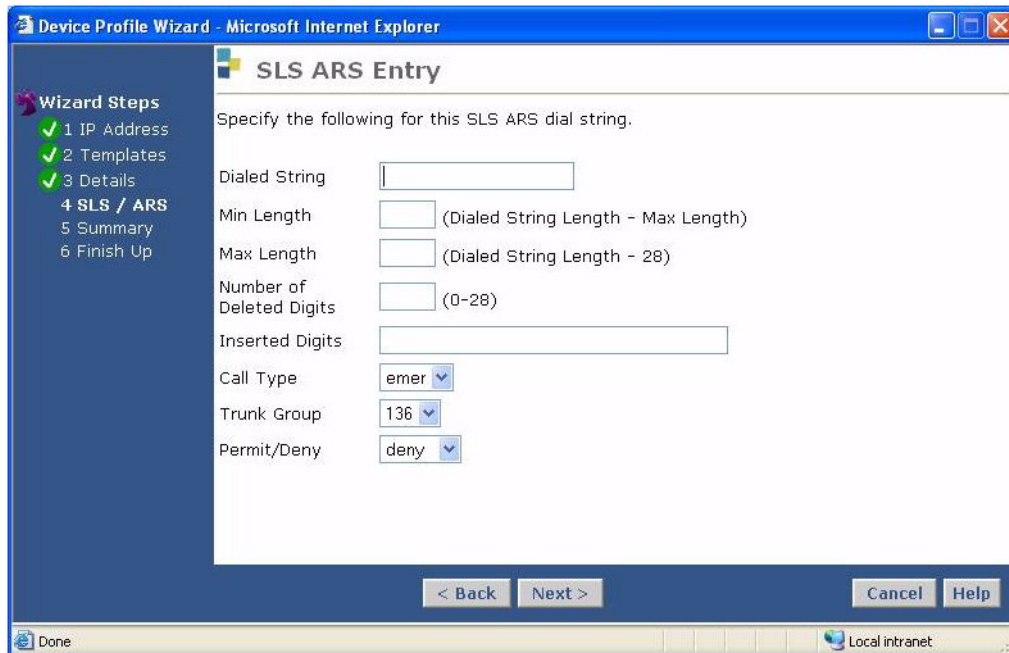 Device Profile Wizard - Microsoft Internet Explorer
SLS ARS Entry
Wizard Steps
1 IP Address
2 Templates
3 Details
4 SLS / ARS
5 Summary
6 Finish Up
Specify the following for this SLS ARS dial string.
Dialed String
Min Length (Dialed String Length - Max Length)
Max Length (Dialed String Length - 28)
Number of
Deleted Digits (0-28)
Inserted Digits
Call Type emer
Trunk Group 136
Permit/Deny deny
< Back Next > Cancel Help
Done Local intranet